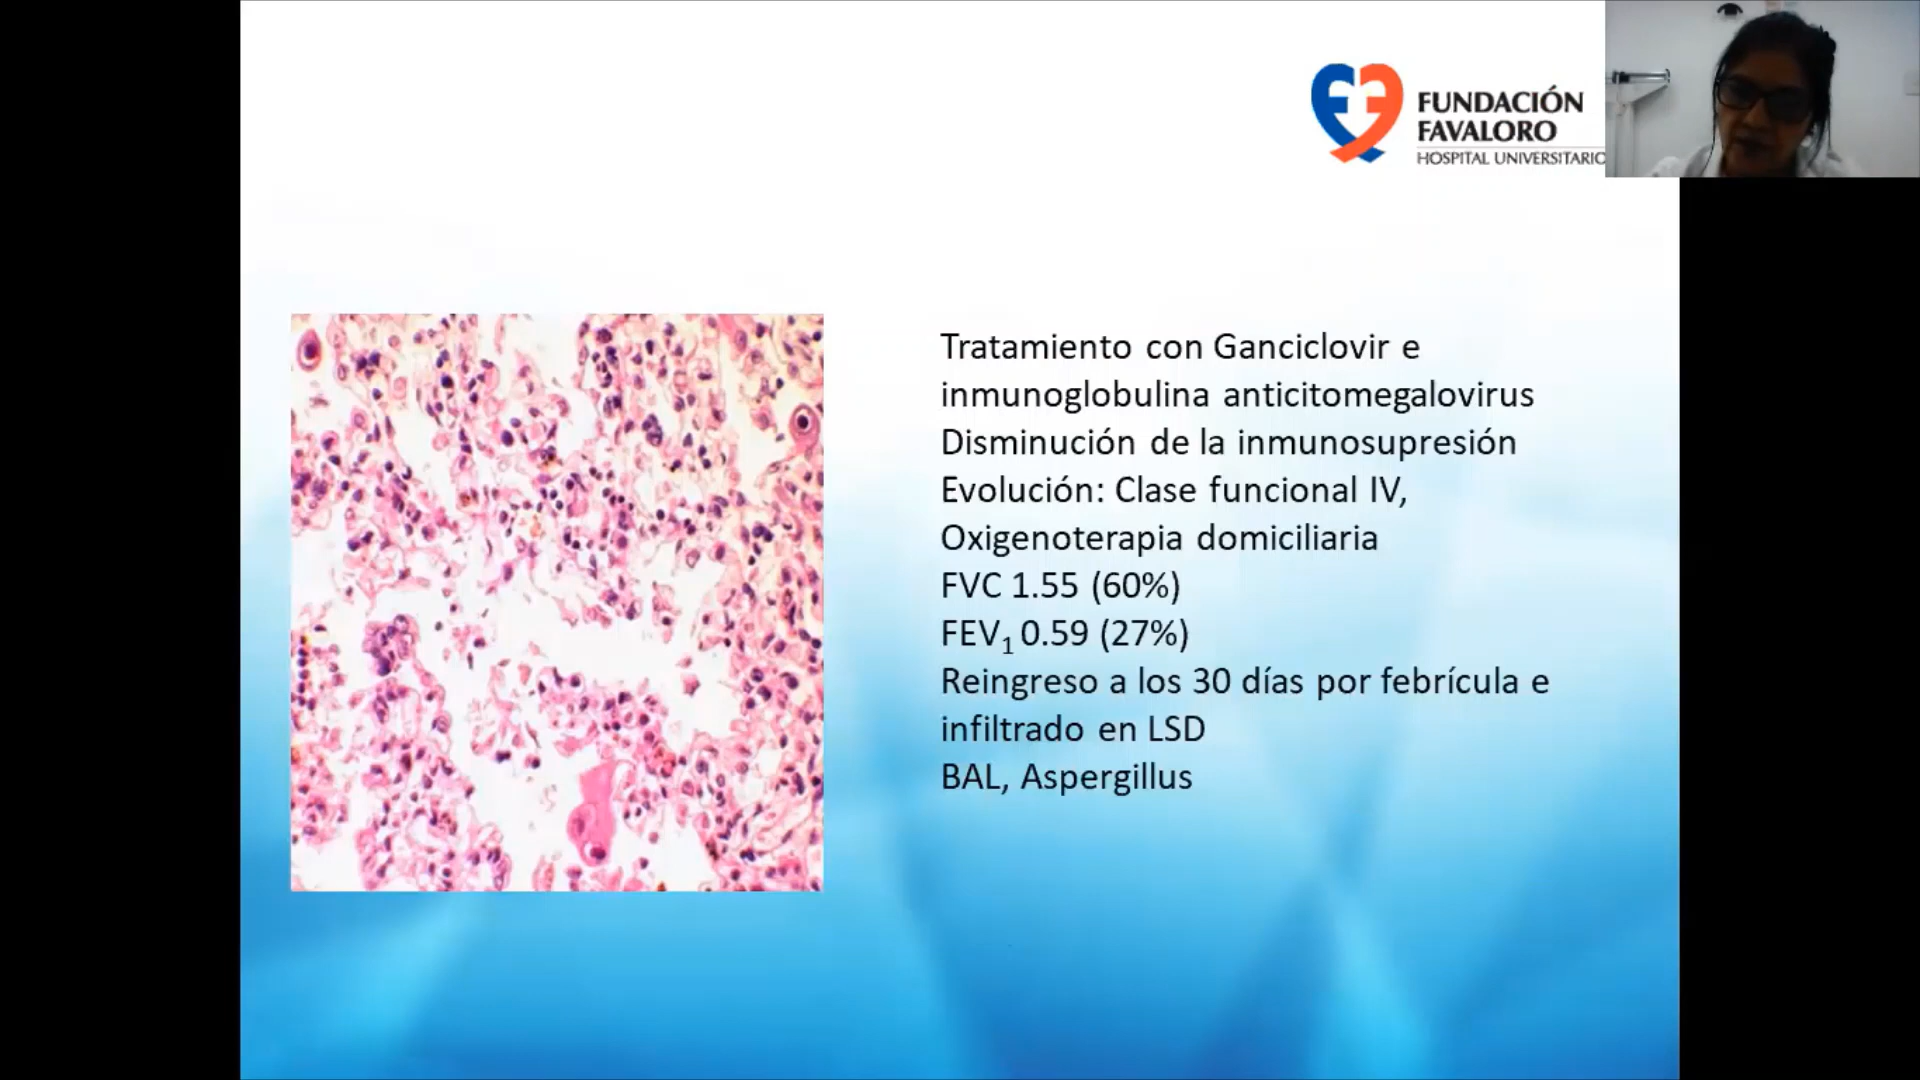 FUNDACIÓN
FAVALORO
HOSPITAL UNIVERSITARIO
Tratamiento con Ganciclovir e
inmunoglobulina anticitomegalovirus
Disminución de la inmunosupresión
Evolución: Clase funcional IV,
Oxigenoterapia domiciliaria
FVC 1.55 (60%)
FEV₁ 0.59 (27%)
Reingreso a los 30 días por febrícula e
infiltrado en LSD
BAL, Aspergillus